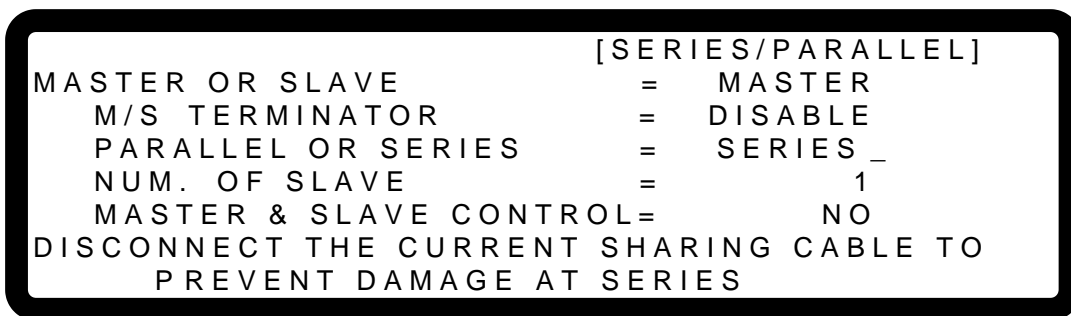 [SERIES/PARALLEL]
MASTER OR SLAVE = MASTER
M/S TERMINATOR = DISABLE
PARALLEL OR SERIES = SERIES_
NUM. OF SLAVE = 1
MASTER & SLAVE CONTROL= NO
DISCONNECT THE CURRENT SHARING CABLE TO
PREVENT DAMAGE AT SERIES